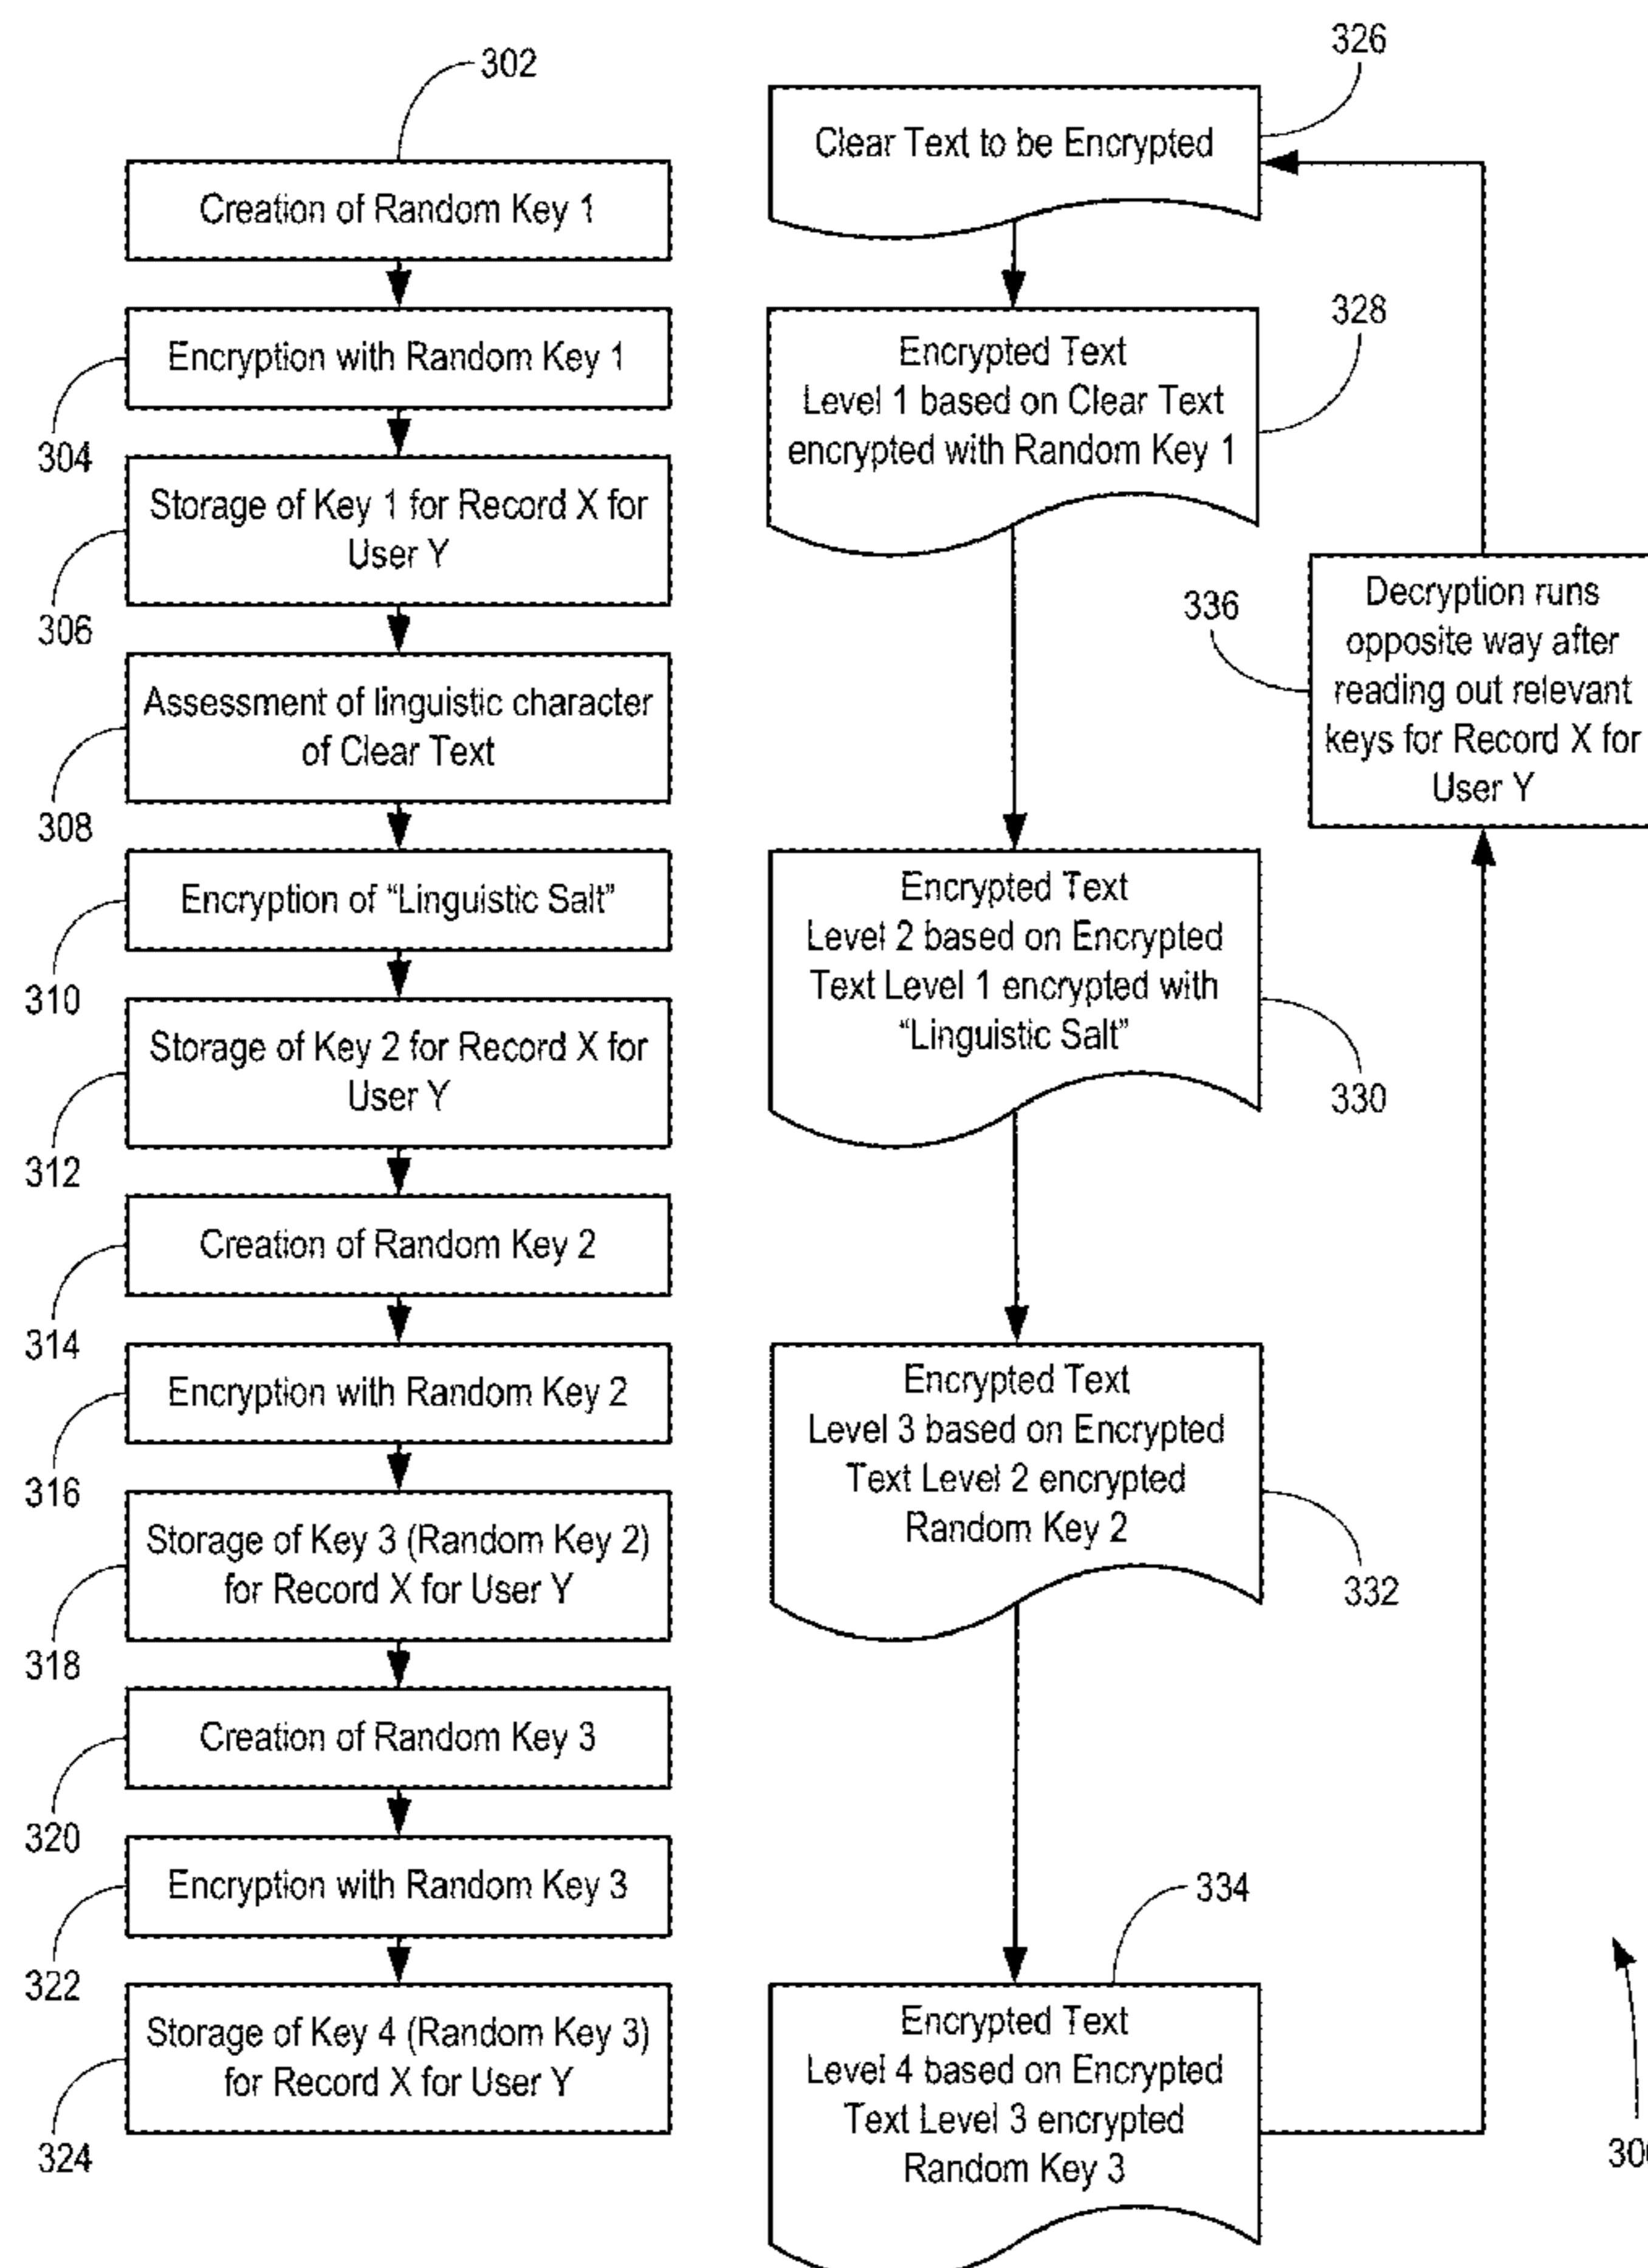 302
Creation of Random Key 1
Encryption with Random Key 1
304
Storage of Key 1 for Record X for
User Y
306
Assessment of linguistic character
of Clear Text
308
Encryption of “Linguistic Salt”
310
Storage of Key 2 for Record X for
User Y
312
Creation of Random Key 2
314
Encryption with Random Key 2
316
Storage of Key 3 (Random Key 2)
for Record X for User Y
318
Creation of Random Key 3
320
Encryption with Random Key 3
322
Storage of Key 4 (Random Key 3)
for Record X for User Y
324
326
Clear Text to be Encrypted
328
Encrypted Text
Level 1 based on Clear Text
encrypted with Random Key 1
Encrypted Text
Level 2 based on Encrypted
Text Level 1 encrypted with
“Linguistic Salt”
330
Encrypted Text
Level 3 based on Encrypted
Text Level 2 encrypted
Random Key 2
332
334
Encrypted Text
Level 4 based on Encrypted
Text Level 3 encrypted
Random Key 3
336
Decryption runs
opposite way after
reading out relevant
keys for Record X for
User Y